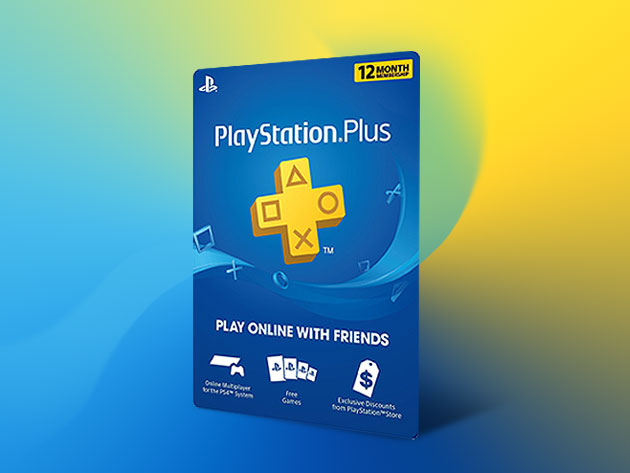 12 MONTH
MEMBERSHIP
PlayStation.Plus
TM
PLAY ONLINE WITH FRIENDS
Online Multiplayer
for the PS4™ System
Free
Games
Exclusive Discounts
from PlayStation™Store